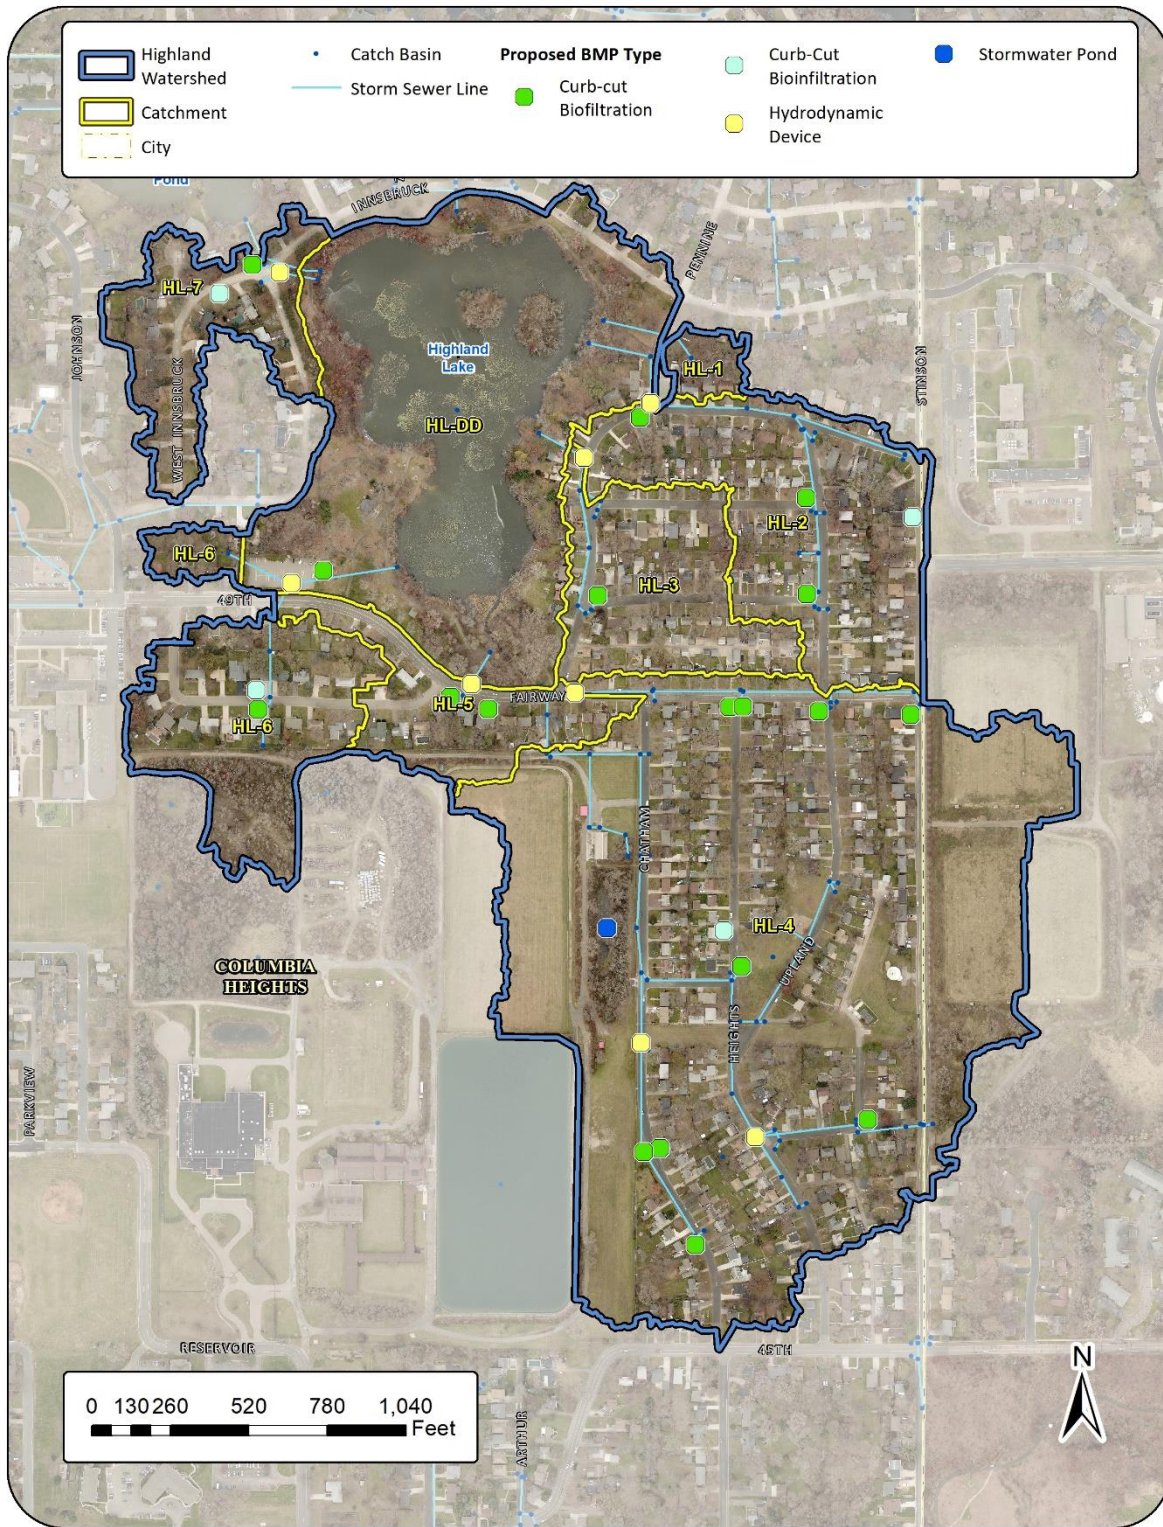 Highland
Watershed
Catchment
City
Catch Basin
Storm Sewer Line
Proposed BMP Type
Curb-cut
Biofiltration
Curb-Cut
Bioinfiltration
Hydrodynamic
Device
Stormwater Pond
Pond
INNSBRUCK
PENNINE
HL-7
JOHNSON
Highland
Lake
HL-1
STINSON
WEST INNSBRUCK
HL-DD
HL-2
HL-6
HL-3
49TH
FAIRWAY
HL-5
HL-6
CHATHAM
HL-4
UPLAND
COLUMBIA
HEIGHTS
HEIGHTS
PARKVIEW
RESERVOIR
45TH
N
0 130 260 520 780 1,040
Feet
ARTHUR